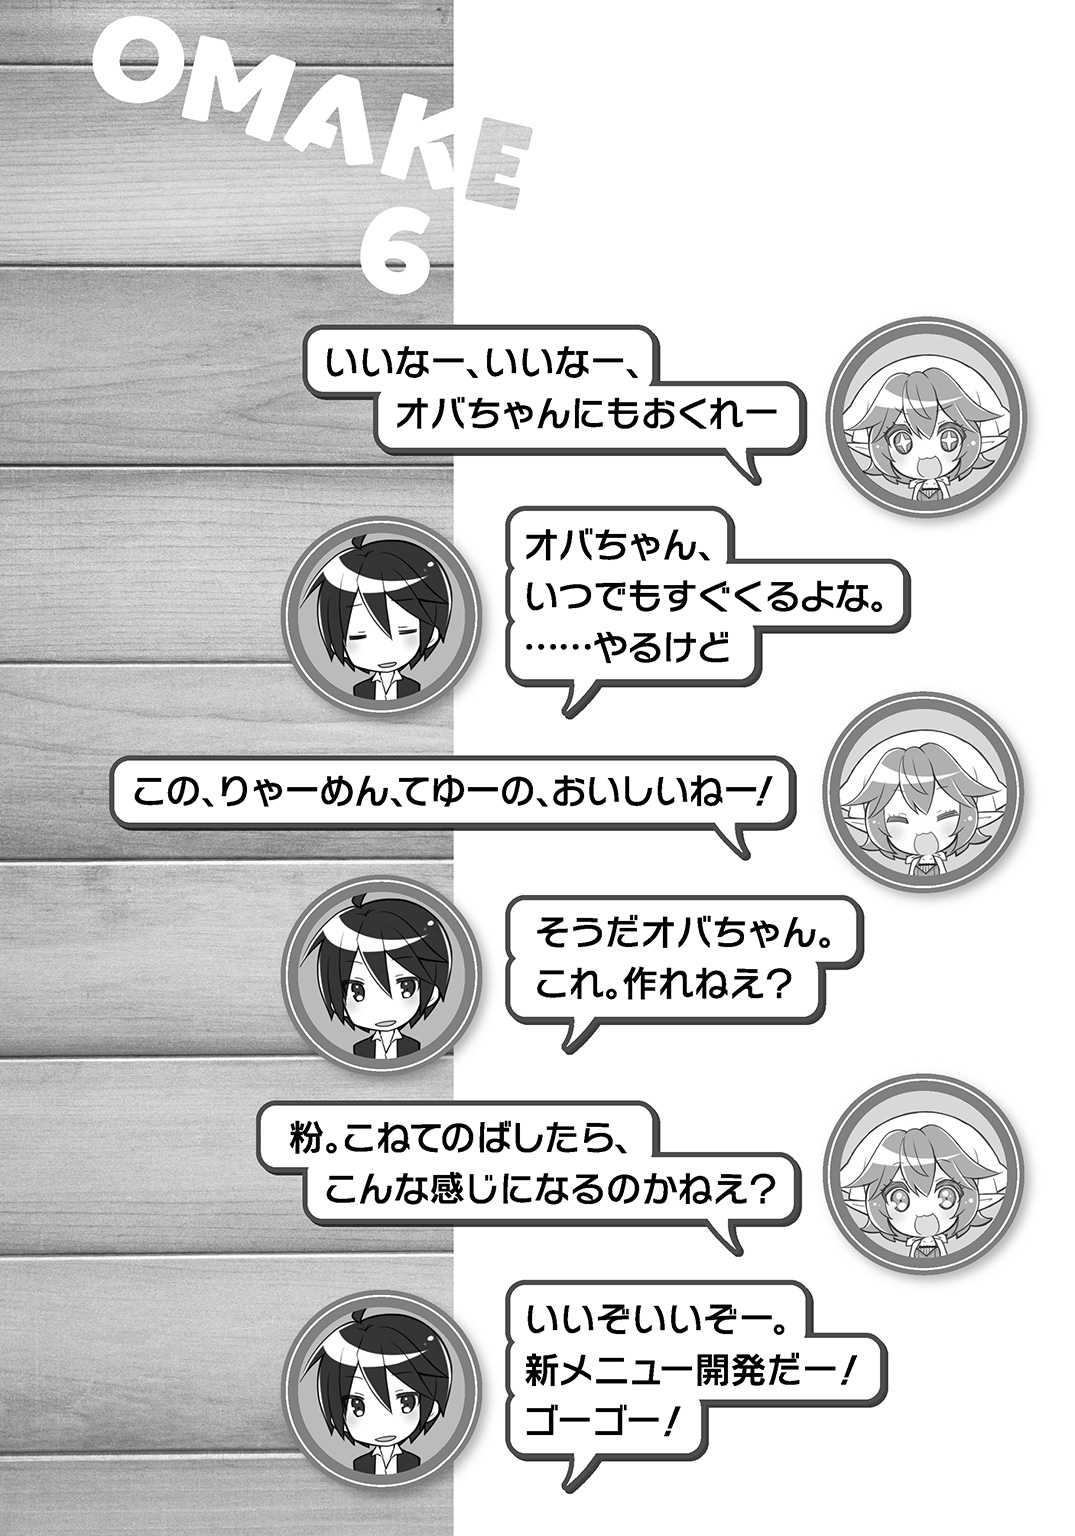 OMAKE
6
いいなー、いいなー、
オバちゃんにもおくれー
オバちゃん、
いつでもすぐくるよな。
……やるけど
この、りゃーめん、てゆーの、おいしいねー！
そうだオバちゃん。
これ。作れねえ？
粉。こねてのばしたら、
こんな感じになるのかねえ？
いいぞいいぞー。
新メニュー開発だー！
ゴーゴー！